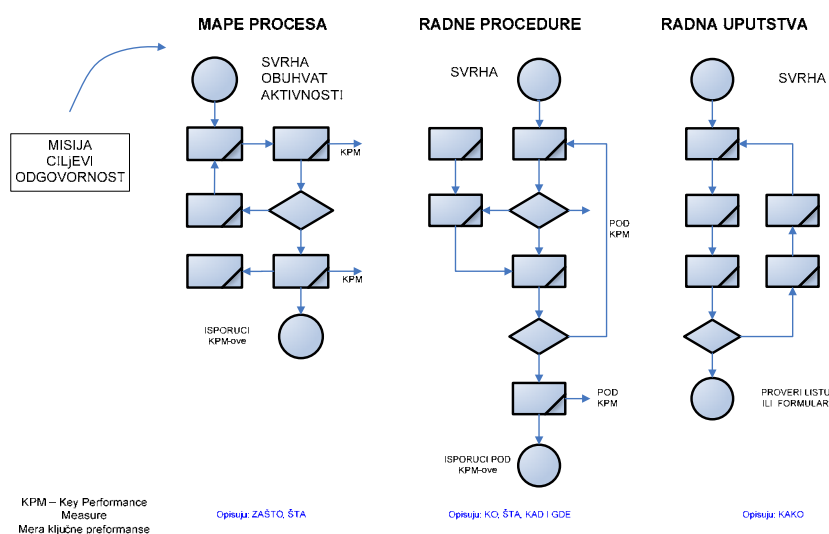 MAPE PROCESA
RADNE PROCEDURE
RADNA UPUTSTVA
SVRHA
OBUHVAT
AKTIVNOSTI
SVRHA
SVRHA
MISIJA
CILjEVI
ODGOVORNOST
KPM
KPM
POD
KPM
POD
KPM
ISPORUCI
KPM-ove
ISPORUCI POD
KPM-ove
PROVERI LISTU
ILI FORMULAR
KPM – Key Performance
Measure
Mera ključne preformanse
Opisuju: ZAŠTO, ŠTA
Opisuju: KO, ŠTA, KAD I GDE
Opisuju: KAKO